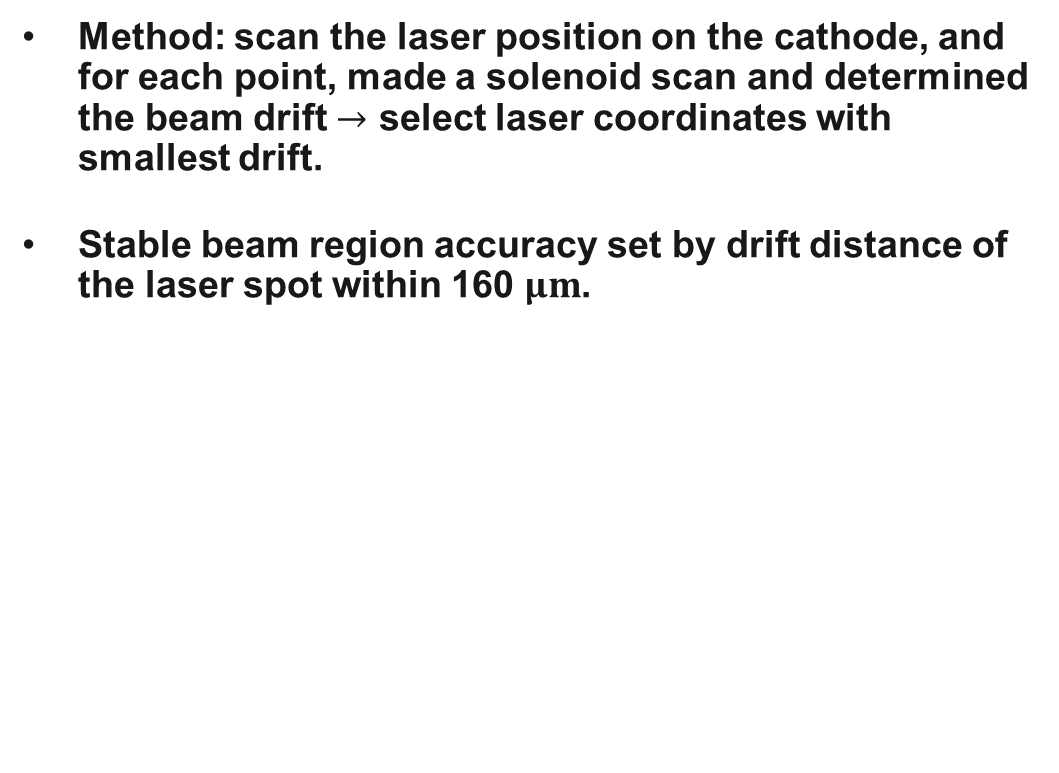 • Method: scan the laser position on the cathode, and
for each point, made a solenoid scan and determined
the beam drift → select laser coordinates with
smallest drift.
• Stable beam region accuracy set by drift distance of
the laser spot within 160 μm.